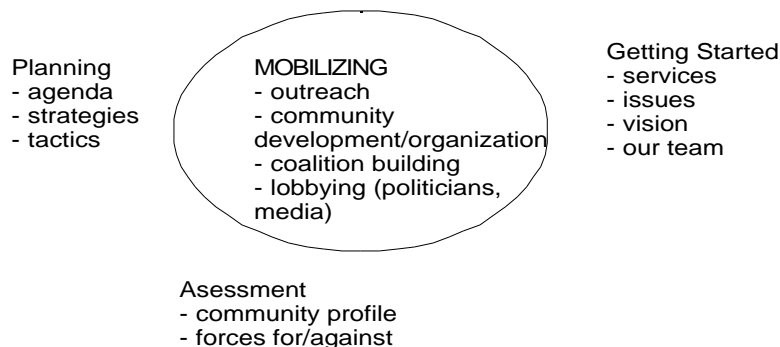 Planning
- agenda
- strategies
- tactics
MOBILIZING
- outreach
- community
development/organization
- coalition building
- lobbying (politicians,
media)
Getting Started
- services
- issues
- vision
- our team
Asessment
- community profile
- forces for/against